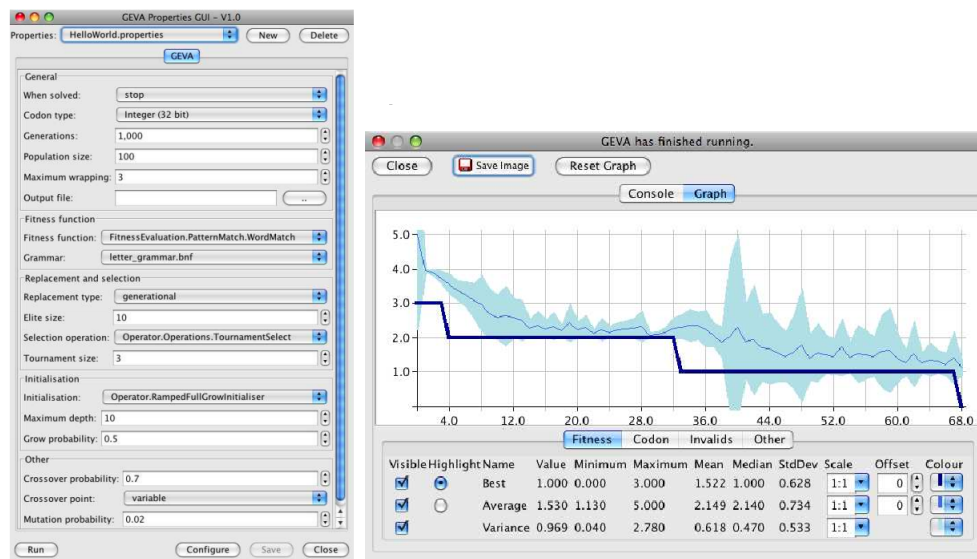 GEVA Properties GUI - V1.0
Properties: HelloWorld.properties New Delete
GEVA
General
When solved: stop
Codon type: Integer (32 bit)
Generations: 1,000
Population size: 100
Maximum wrapping: 3
Output file: ..
Fitness function
Fitness function: FitnessEvaluation.PatternMatch.WordMatch
Grammar: letter_grammar.bnf
Replacement and selection
Replacement type: generational
Elite size: 10
Selection operation: Operator.Operations.TournamentSelect
Tournament size: 3
Initialisation
Initialisation: Operator.RampedFullGrowInitialiser
Maximum depth: 10
Grow probability: 0.5
Other
Crossover probability: 0.7
Crossover point: variable
Mutation probability: 0.02
Run Configure Save Close
GEVA has finished running.
Close Save Image Reset Graph
Console Graph
5.0
4.0
3.0
2.0
1.0
4.0 12.0 20.0 28.0 36.0 44.0 52.0 60.0 68.0
Fitness Codon Invalids Other
Visible Highlight Name Value Minimum Maximum Mean Median StdDev Scale Offset Colour
Best 1.000 0.000 3.000 1.522 1.000 0.628 1:1 0
Average 1.530 1.130 5.000 2.149 2.140 0.734 1:1 0
Variance 0.969 0.040 2.780 0.618 0.470 0.533 1:1